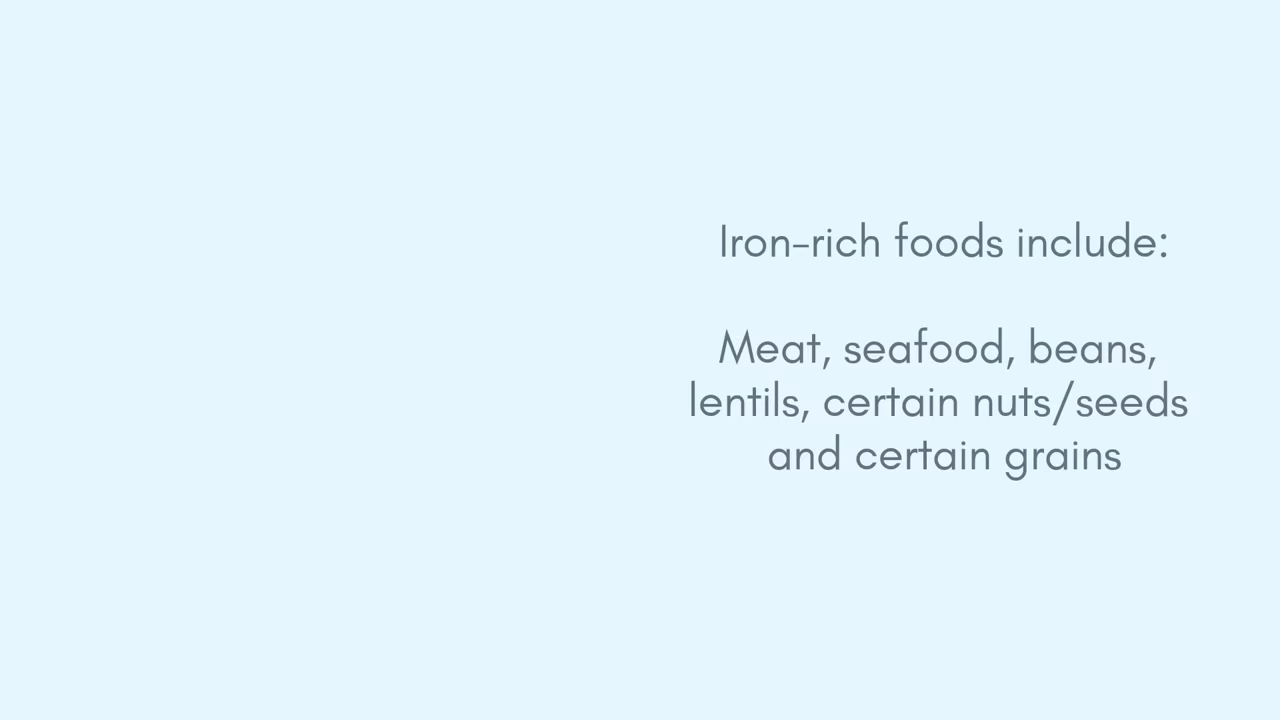 Iron-rich foods include:
Meat, seafood, beans,
lentils, certain nuts/seeds
and certain grains